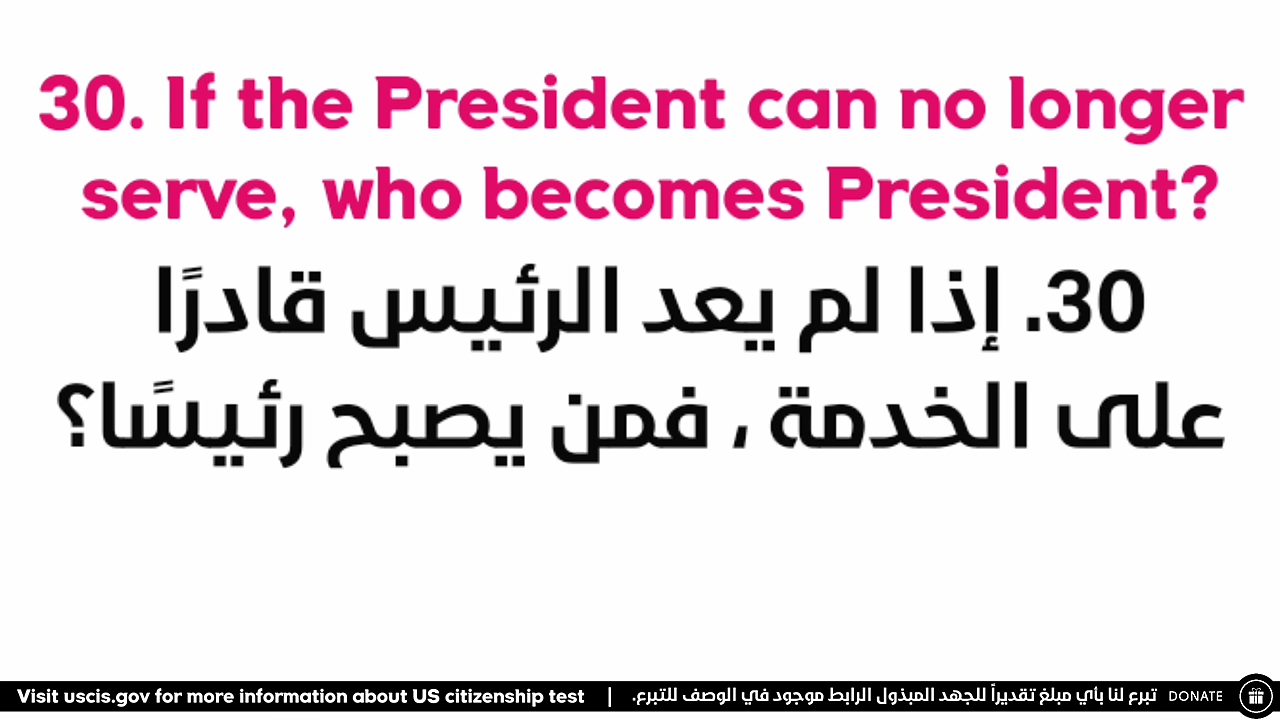 30. If the President can no longer
serve, who becomes President?
30. إذا لم يعد الرئيس قادرًا
على الخدمة ، فمن يصبح رئيسًا؟
Visit uscis.gov for more information about US citizenship test | تبرع لنا بأي مبلغ تقديراً للجهد المبذول الرابط موجود في الوصف للتبرع. DONATE